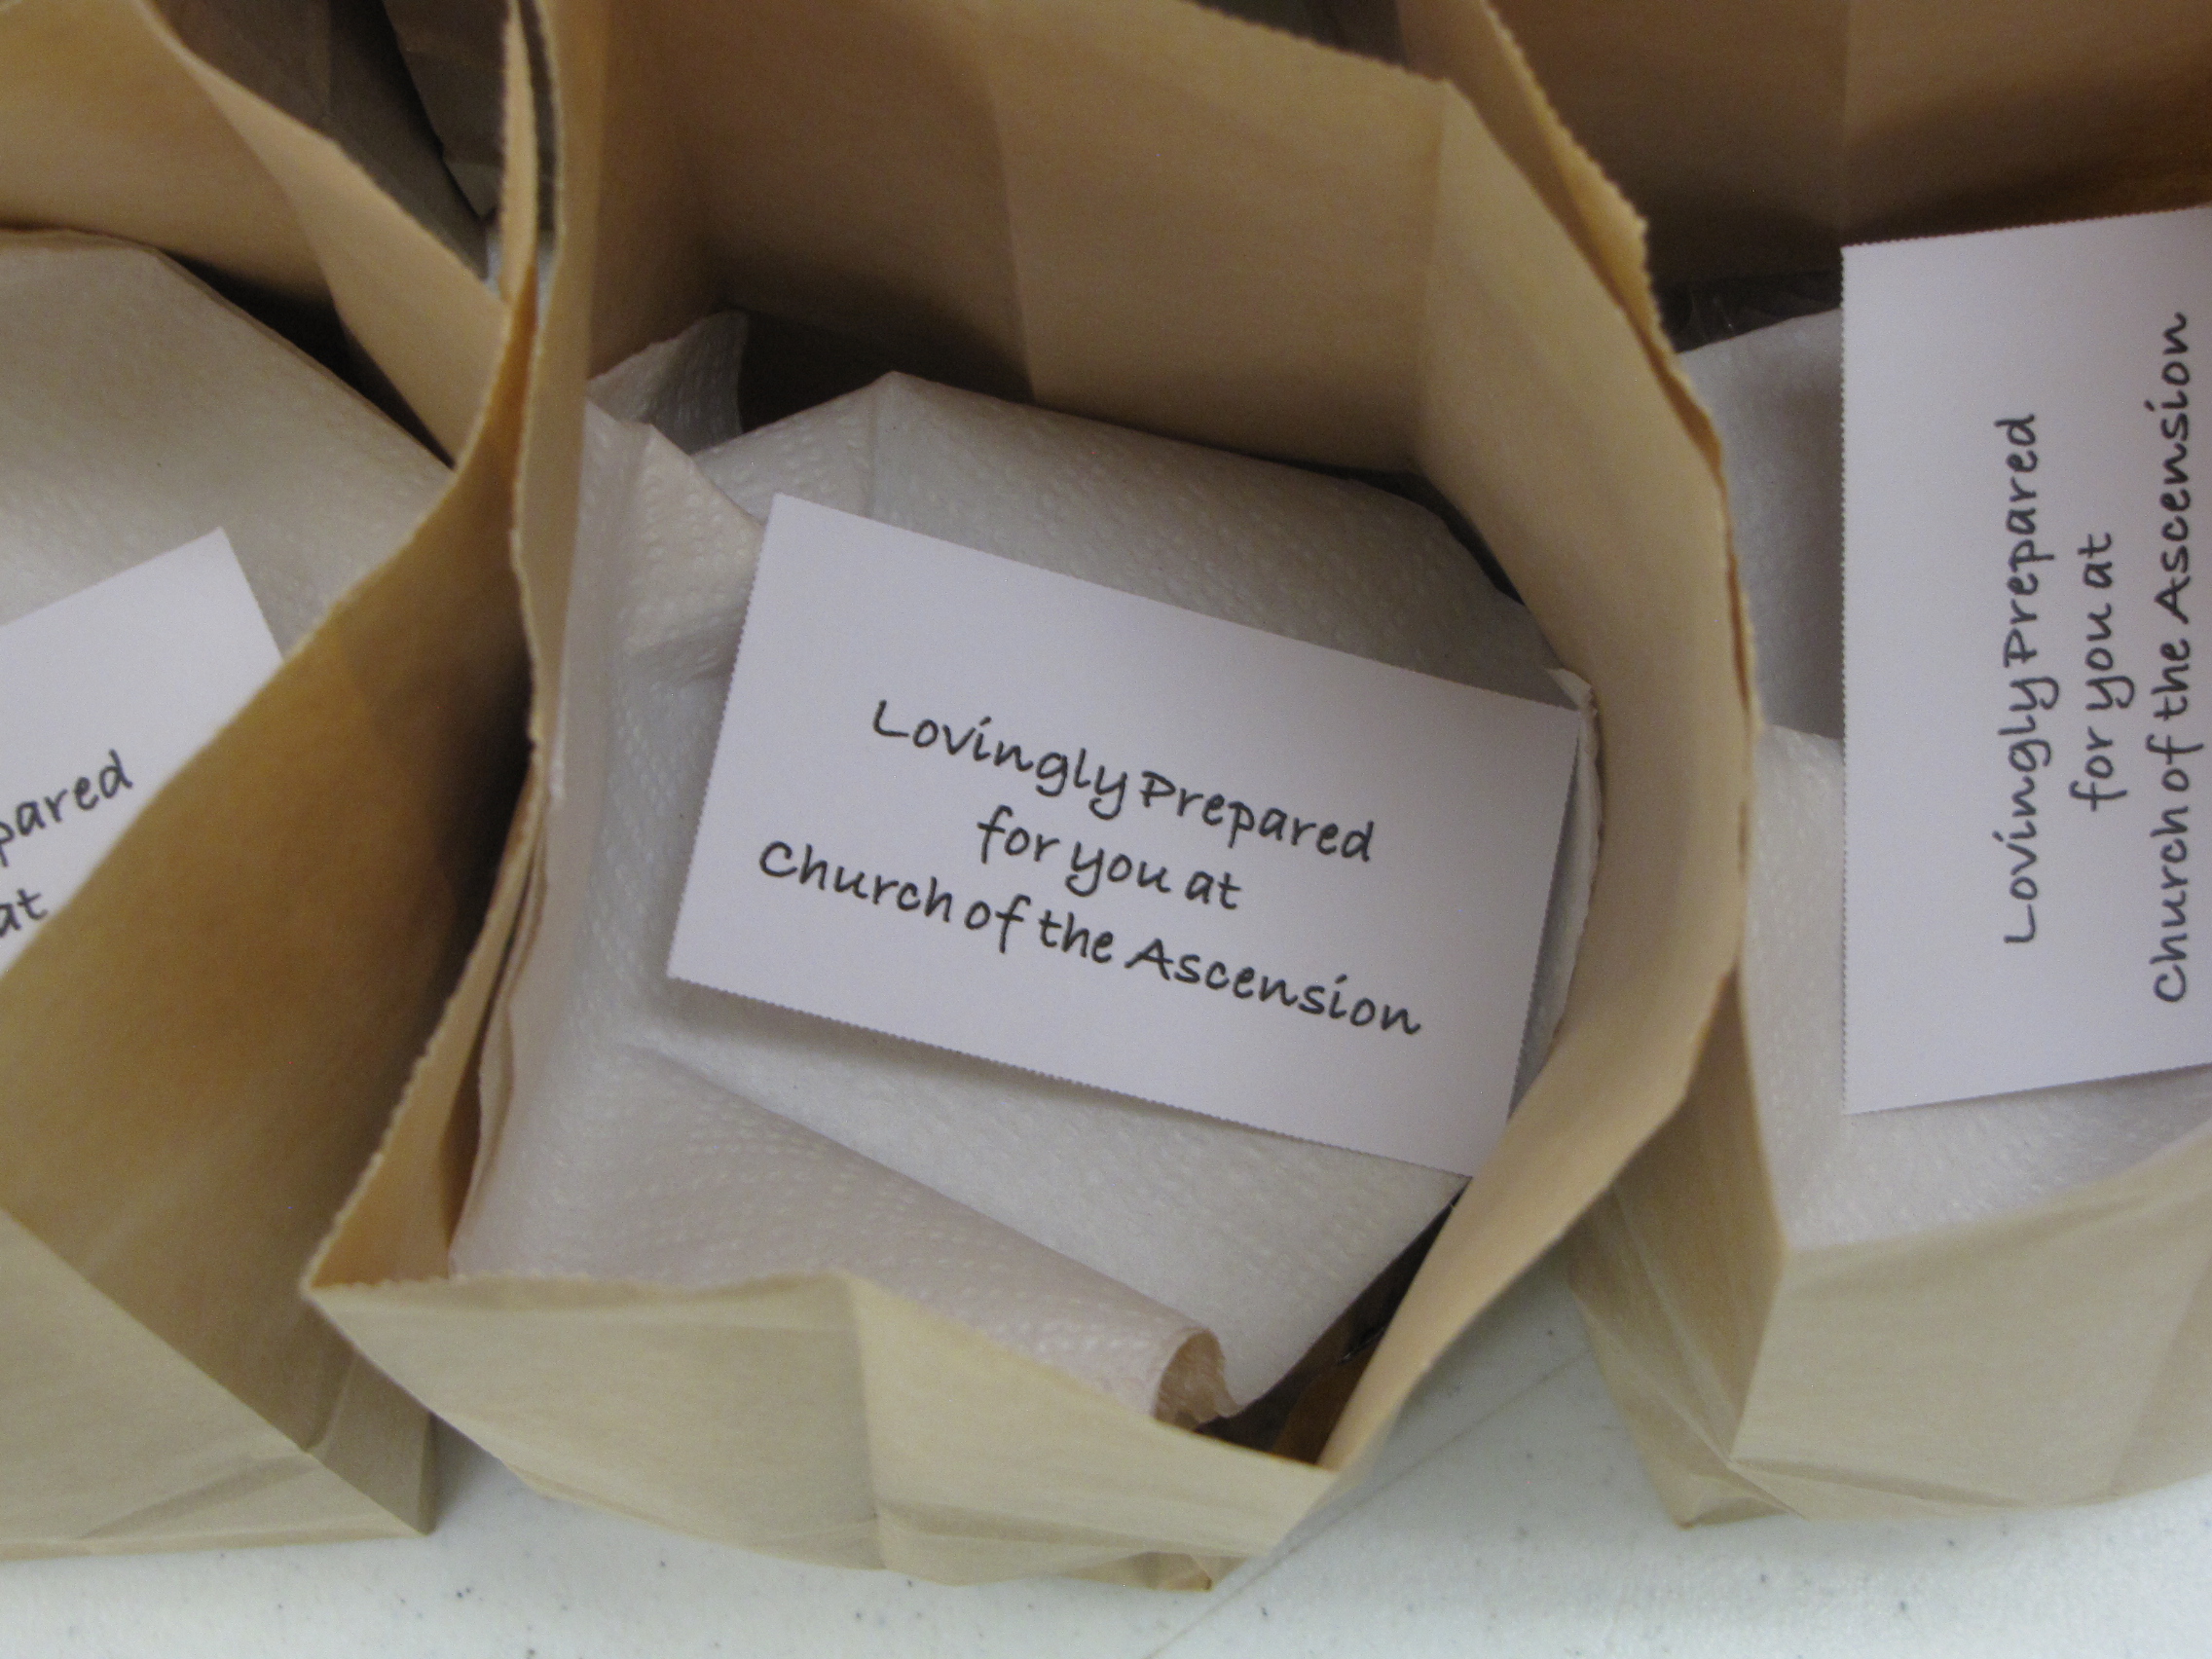 pared
at
Lovingly Prepared
for you at
Church of the Ascension
Lovingly Prepared
for you at
Church of the Ascension